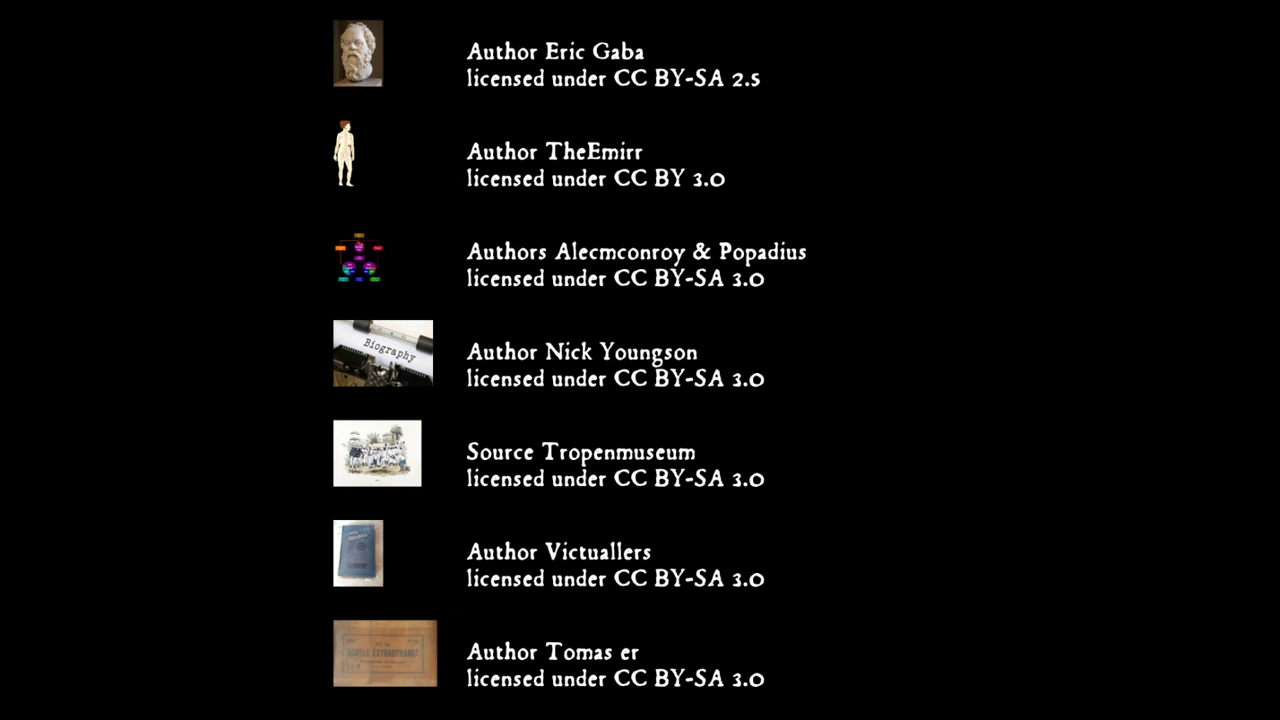 Author Eric Gaba
licensed under CC BY-SA 2.5
Author TheEmirr
licensed under CC BY 3.0
Authors Alecmconroy & Popadius
licensed under CC BY-SA 3.0
Biography
Author Nick Youngson
licensed under CC BY-SA 3.0
Source Tropenmuseum
licensed under CC BY-SA 3.0
Author Victuallers
licensed under CC BY-SA 3.0
NOBELS EXTRADYNAMIT
Author Tomas er
licensed under CC BY-SA 3.0